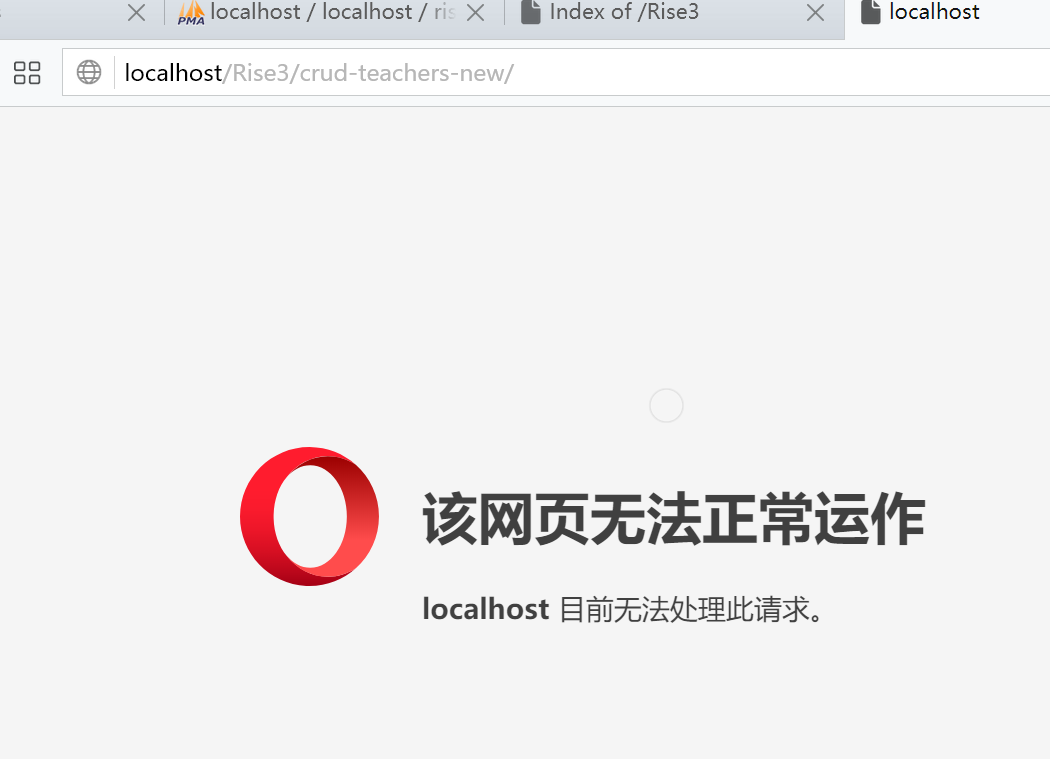 localhost / localhost / ris
Index of /Rise3
localhost
localhost/Rise3/crud-teachers-new/
该网页无法正常运作
localhost 目前无法处理此请求。
PMA